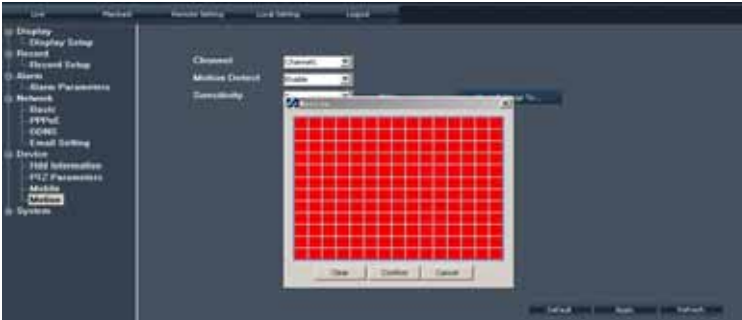 Live Playback Remote Setting Local Setting Logout
Display
Display Setup
Record
Record Setup
Alarm
Alarm Parameters
Network
Basic
PPPoE
DDNS
Email Setting
Device
Hdd Information
PTZ Parameters
Mobile
Motion
System
Channel
Motion Detect Enable
Sensitivity
Clear Confirm Cancel
Default Apply Refresh